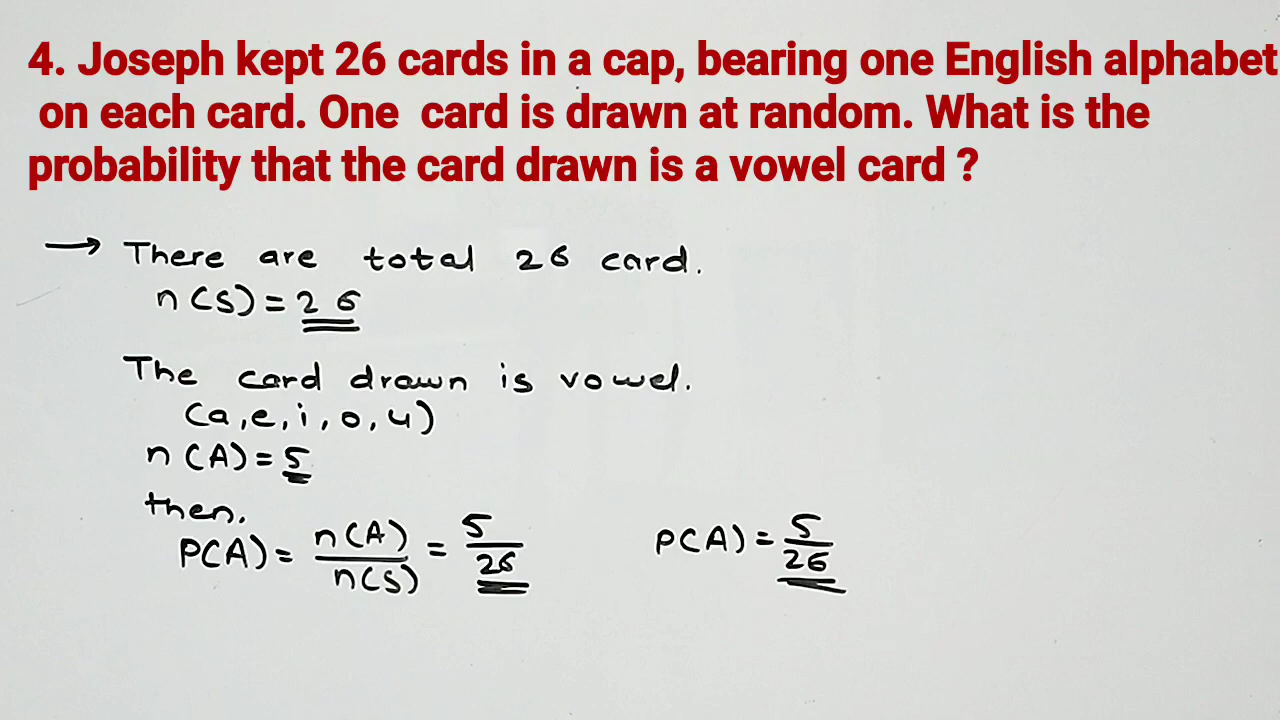 4. Joseph kept 26 cards in a cap, bearing one English alphabet
on each card. One card is drawn at random. What is the
probability that the card drawn is a vowel card ?
→ There are total 26 card.
n(S) = 26
The card drawn is vowel.
(a, e, i, o, u)
n(A) = 5
then,
P(A) = n(A)/n(S) = 5/26 P(A) = 5/26